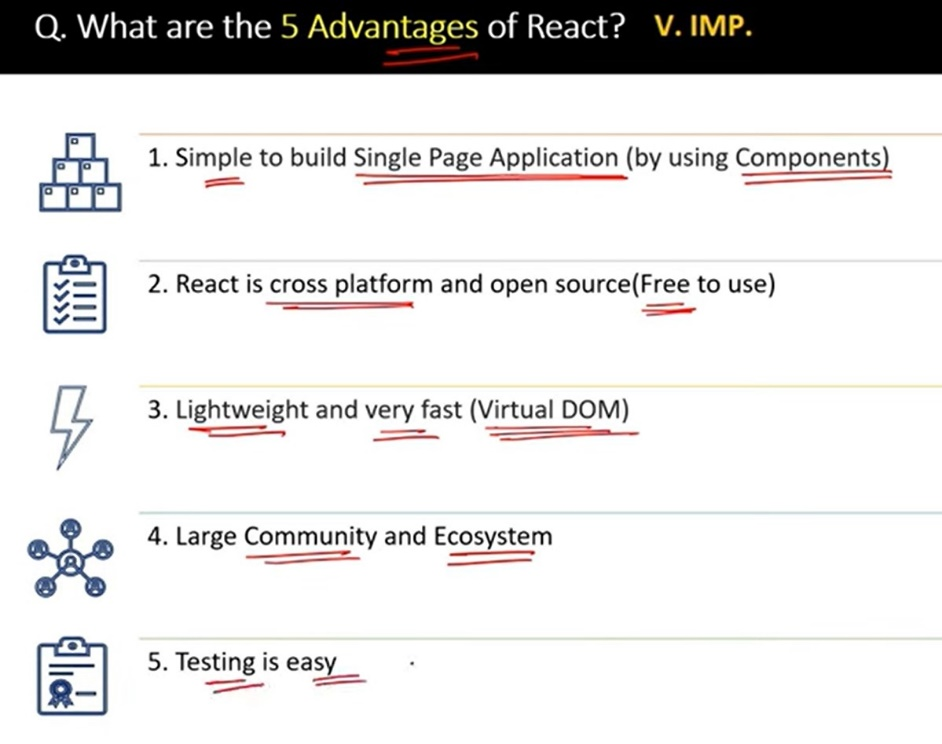 Q. What are the 5 Advantages of React? V. IMP.
1. Simple to build Single Page Application (by using Components)
2. React is cross platform and open source(Free to use)
3. Lightweight and very fast (Virtual DOM)
4. Large Community and Ecosystem
5. Testing is easy